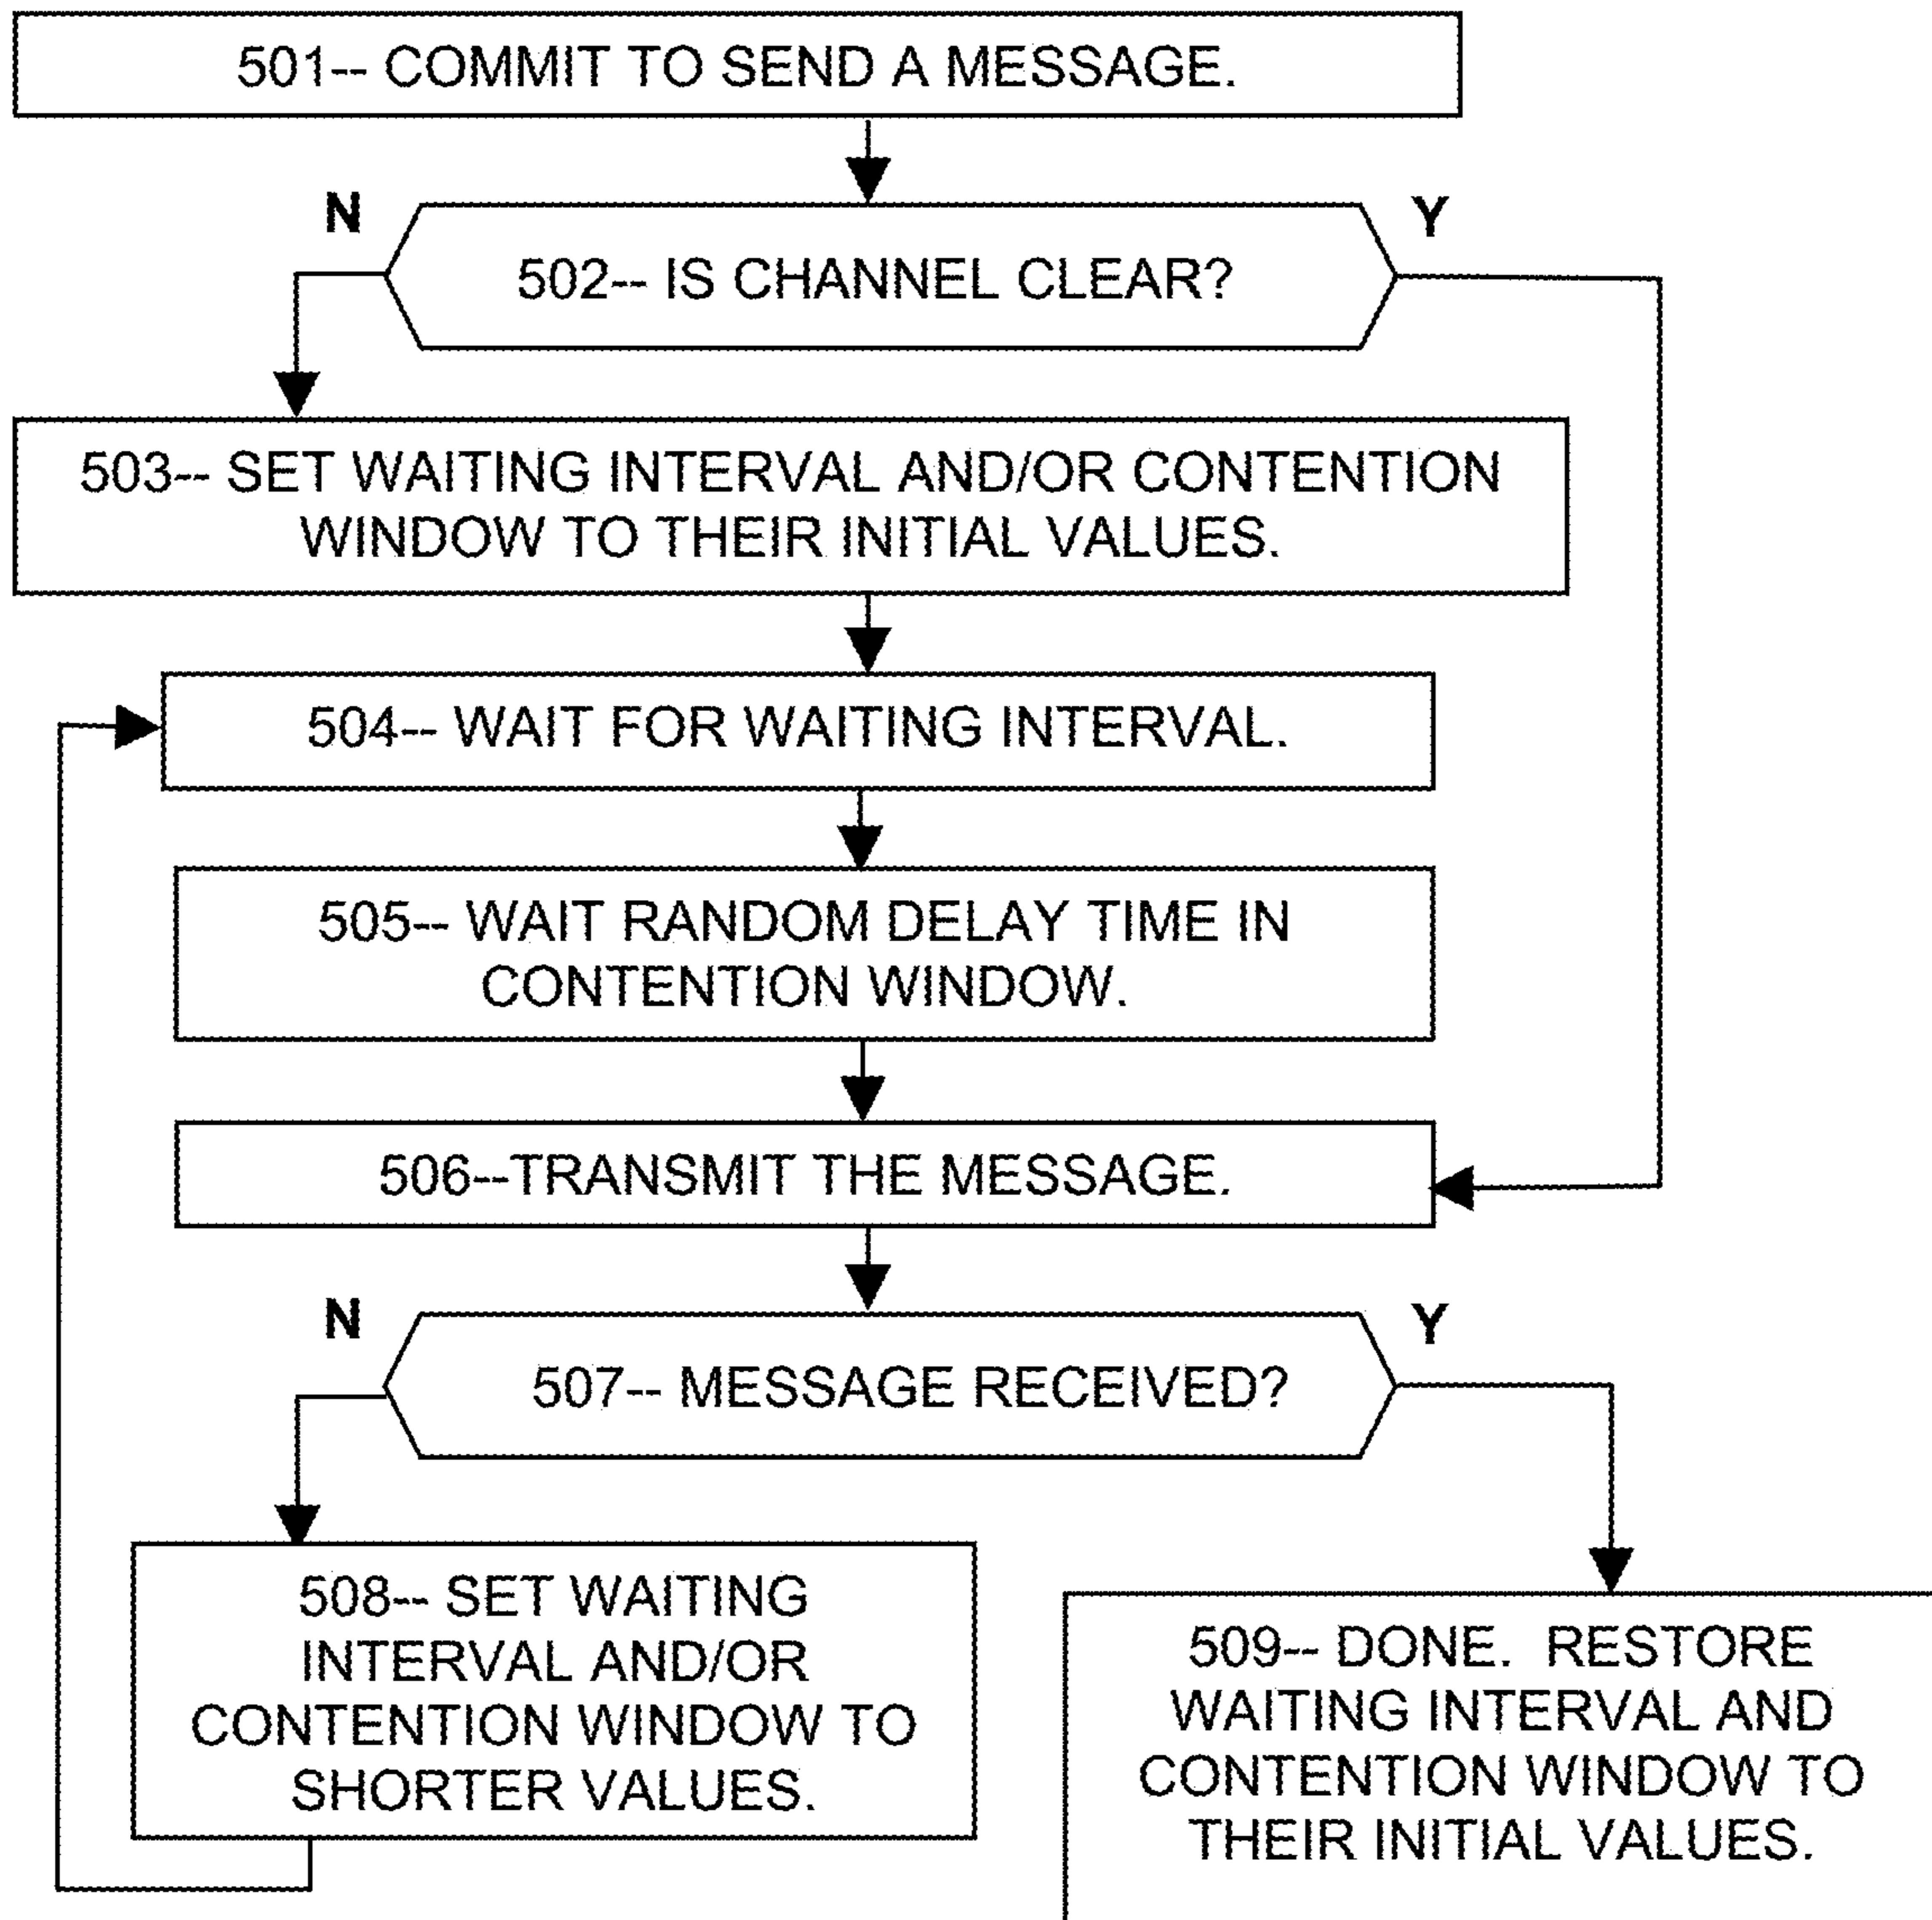 501-- COMMIT TO SEND A MESSAGE.
N
Y
502-- IS CHANNEL CLEAR?
503-- SET WAITING INTERVAL AND/OR CONTENTION
WINDOW TO THEIR INITIAL VALUES.
504-- WAIT FOR WAITING INTERVAL.
505-- WAIT RANDOM DELAY TIME IN
CONTENTION WINDOW.
506--TRANSMIT THE MESSAGE.
N
Y
507-- MESSAGE RECEIVED?
508-- SET WAITING
INTERVAL AND/OR
CONTENTION WINDOW TO
SHORTER VALUES.
509-- DONE. RESTORE
WAITING INTERVAL AND
CONTENTION WINDOW TO
THEIR INITIAL VALUES.